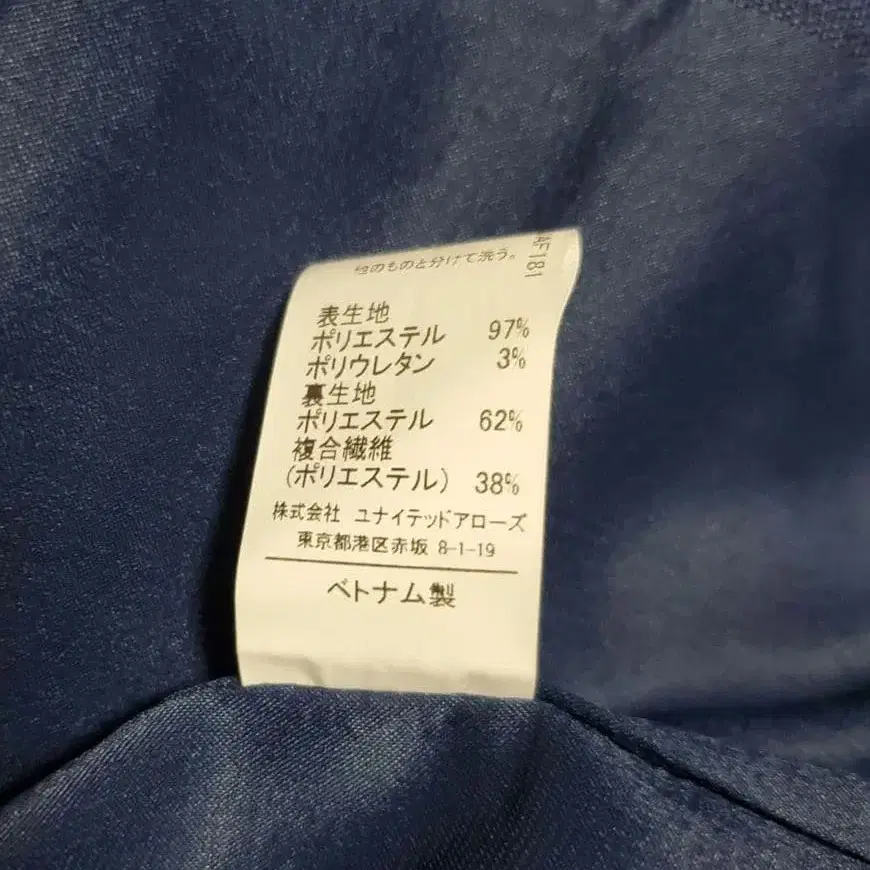 のものと分けて洗う。
AF181
表生地
ポリエステル 97%
ポリウレタン 3%
裏生地
ポリエステル 62%
複合繊維
(ポリエステル) 38%
株式会社 ユナイテッドアローズ
東京都港区赤坂 8-1-19
ベトナム製